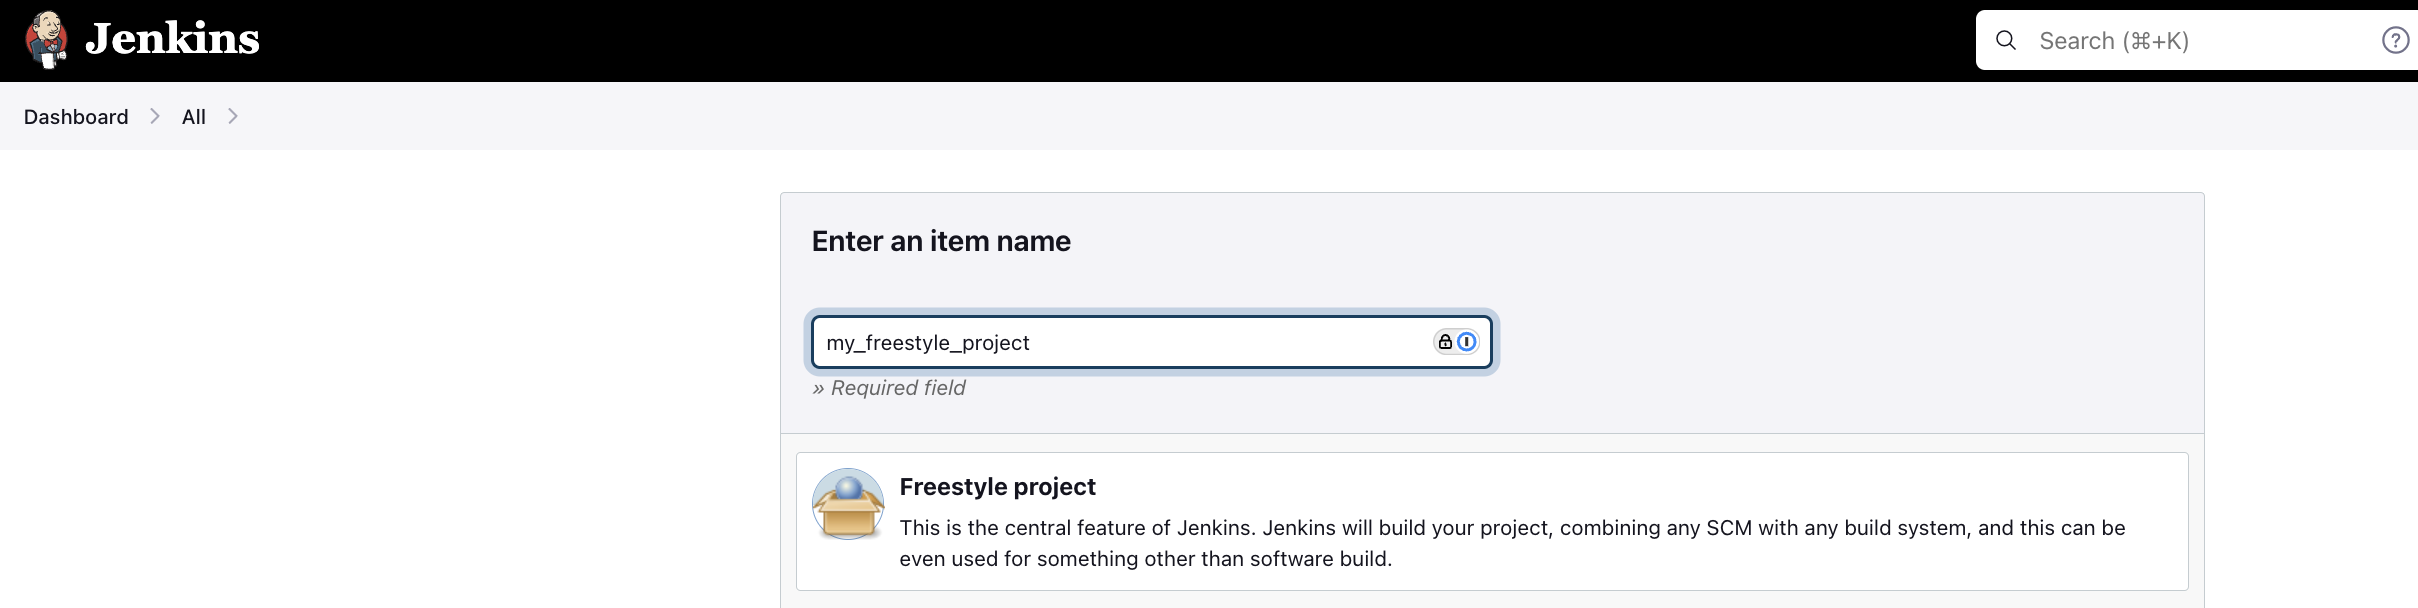 Jenkins
Search (⌘+K)
Dashboard
All
Enter an item name
my_freestyle_project
» Required field
Freestyle project
This is the central feature of Jenkins. Jenkins will build your project, combining any SCM with any build system, and this can be
even used for something other than software build.